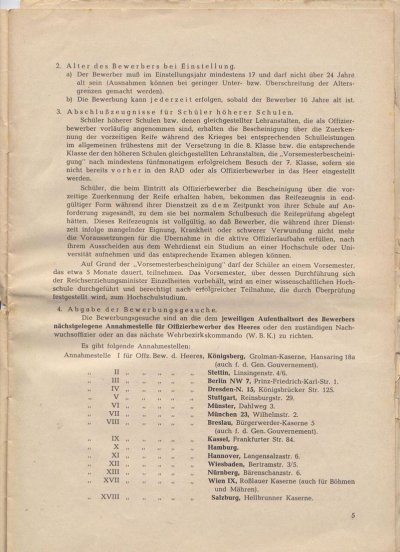 2. Alter des Bewerbers bei Einstellung.
a) Der Bewerber muß im Einstellungsjahr mindestens 17 und darf nicht über 24 Jahre
alt sein (Ausnahmen können bei geringer Unter- bzw. Überschreitung der Alters-
grenzen gemacht werden).
b) Die Bewerbung kann jederzeit erfolgen, sobald der Bewerber 16 Jahre alt ist.
3. Abschlußzeugnisse für Schüler höherer Schulen.
Schüler höherer Schulen bzw. denen gleichgestellter Lehranstalten, die als Offizier-
bewerber vorläufig angenommen sind, erhalten die Bescheinigung über die Zuerken-
nung der vorzeitigen Reife während des Krieges bei entsprechenden Schulleistungen
im allgemeinen frühestens mit der Versetzung in die 8. Klasse bzw. die entsprechende
Klasse der den höheren Schulen gleichgestellten Lehranstalten, die „Vorsemesterbescheini-
gung" nach mindestens fünfmonatigem erfolgreichem Besuch der 7. Klasse, sofern sie
nicht bereits vorher in den RAD oder als Offizierbewerber in das Heer eingestellt
werden.
Schüler, die beim Eintritt als Offizierbewerber die Bescheinigung über die vor-
zeitige Zuerkennung der Reife erhalten haben, bekommen das Reifezeugnis in end-
gültiger Form während ihrer Dienstzeit zu dem Zeitpunkt von ihrer Schule auf An-
forderung zugesandt, zu dem sie bei normalem Schulbesuch die Reifeprüfung abgelegt
hätten. Dieses Reifezeugnis ist vollgültig, so daß Bewerber, die während ihrer Dienst-
zeit infolge mangelnder Eignung, Krankheit oder schwerer Verwundung nicht mehr
die Voraussetzungen für die Übernahme in die aktive Offizierlaufbahn erfüllen, nach
ihrem Ausscheiden aus dem Wehrdienst ein Studium an einer Hochschule oder Uni-
versität aufnehmen und das entsprechende Examen ablegen können.
Auf Grund der „Vorsemesterbescheinigung" darf der Schüler an einem Vorsemester,
das etwa 5 Monate dauert, teilnehmen. Das Vorsemester, über dessen Durchführung sich
der Reichserziehungsminister Einzelheiten vorbehält, wird an einer wissenschaftlichen Hoch-
schule durchgeführt und berechtigt nach erfolgreicher Teilnahme, die durch Überprüfung
festgestellt wird, zum Hochschulstudium.
4. Abgabe der Bewerbungsgesuche.
Die Bewerbungsgesuche sind an die dem jeweiligen Aufenthaltsort des Bewerbers
nächstgelegene Annahmestelle für Offizierbewerber des Heeres oder den zuständigen Nach-
wuchsoffizier oder an das nächste Wehrbezirkskommando (W. B. K.) zu richten.
Es gibt folgende Annahmestellen:
Annahmestelle I für Offz. Bew. d. Heeres, Königsberg, Grolman-Kaserne, Hansaring 18a
(auch f. d. Gen. Gouvernement).
„ II „ „ „ „ „ Stettin, Linsingenstr. 4/6.
„ III „ „ „ „ „ Berlin NW 7, Prinz-Friedrich-Karl-Str. 1.
„ IV „ „ „ „ „ Dresden-N. 15, Königsbrücker Str. 125.
„ V „ „ „ „ „ Stuttgart, Reinsburgstr. 29.
„ VI „ „ „ „ „ Münster, Dahlweg 3.
„ VII „ „ „ „ „ München 23, Wilhelmstr. 2.
„ VIII „ „ „ „ „ Breslau, Bürgerwerder-Kaserne 5
(auch f. d. Gen. Gouvernement).
„ IX „ „ „ „ „ Kassel, Frankfurter Str. 84.
„ X „ „ „ „ „ Hamburg.
„ XI „ „ „ „ „ Hannover, Langensalzastr. 6.
„ XII „ „ „ „ „ Wiesbaden, Bertramstr. 3/5.
„ XIII „ „ „ „ „ Nürnberg, Bärenschanzstr. 6.
„ XVII „ „ „ „ „ Wien IX, Roßlauer Kaserne (auch für Böhmen
und Mähren).
„ XVIII „ „ „ „ „ Salzburg, Hellbrunner Kaserne.
5